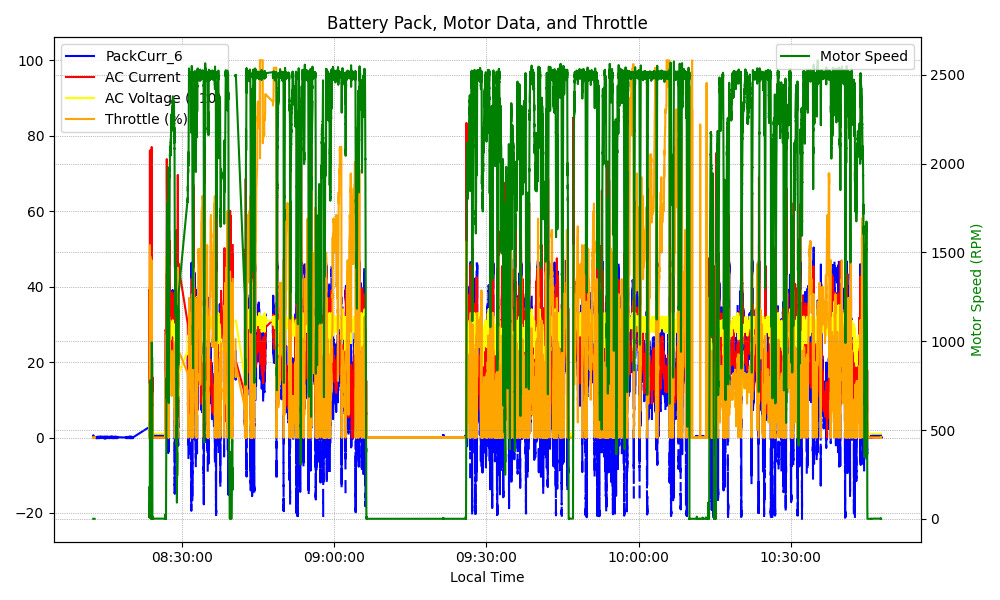 Battery Pack, Motor Data, and Throttle
PackCurr_6
AC Current
AC Voltage
Throttle
Motor Speed
100
80
60
40
20
0
−20
2500
2000
1500
1000
500
0
Motor Speed (RPM)
08:30:00
09:00:00
09:30:00
10:00:00
10:30:00
Local Time